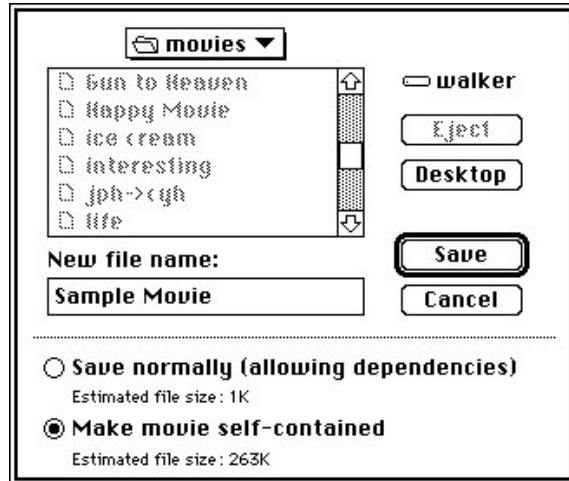 movies
Gun to Heaven
Happy Movie
ice cream
interesting
jph->cyh
life
walker
Eject
Desktop
New file name:
Sample Movie
Save
Cancel
Save normally (allowing dependencies)
Estimated file size: 1K
Make movie self-contained
Estimated file size: 263K